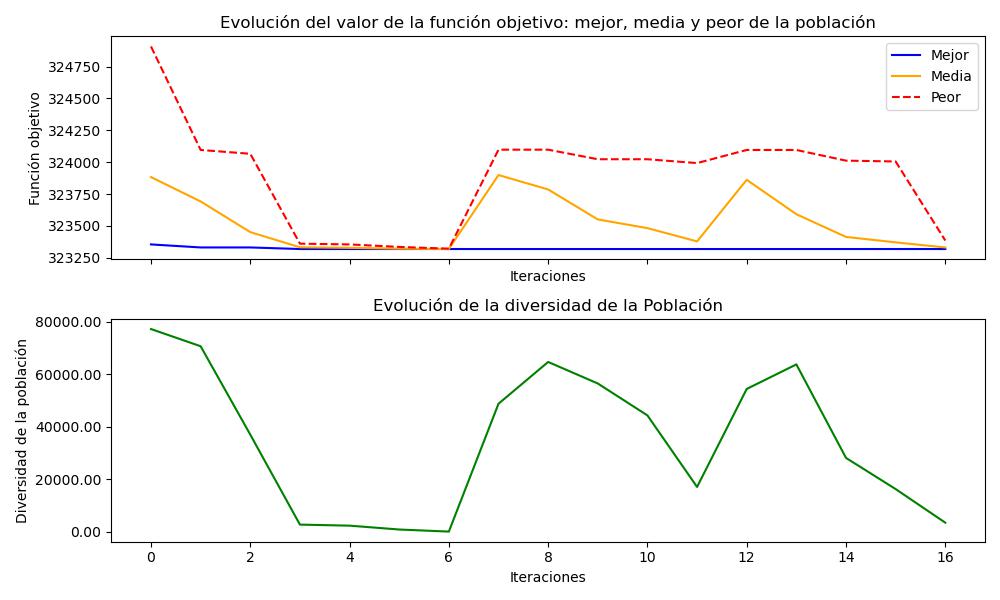 Evolución del valor de la función objetivo: mejor, media y peor de la población
Función objetivo
324750
324500
324250
324000
323750
323500
323250
Mejor
Media
Peor
Iteraciones
Evolución de la diversidad de la Población
Diversidad de la población
80000.00
60000.00
40000.00
20000.00
0.00
0 2 4 6 8 10 12 14 16
Iteraciones